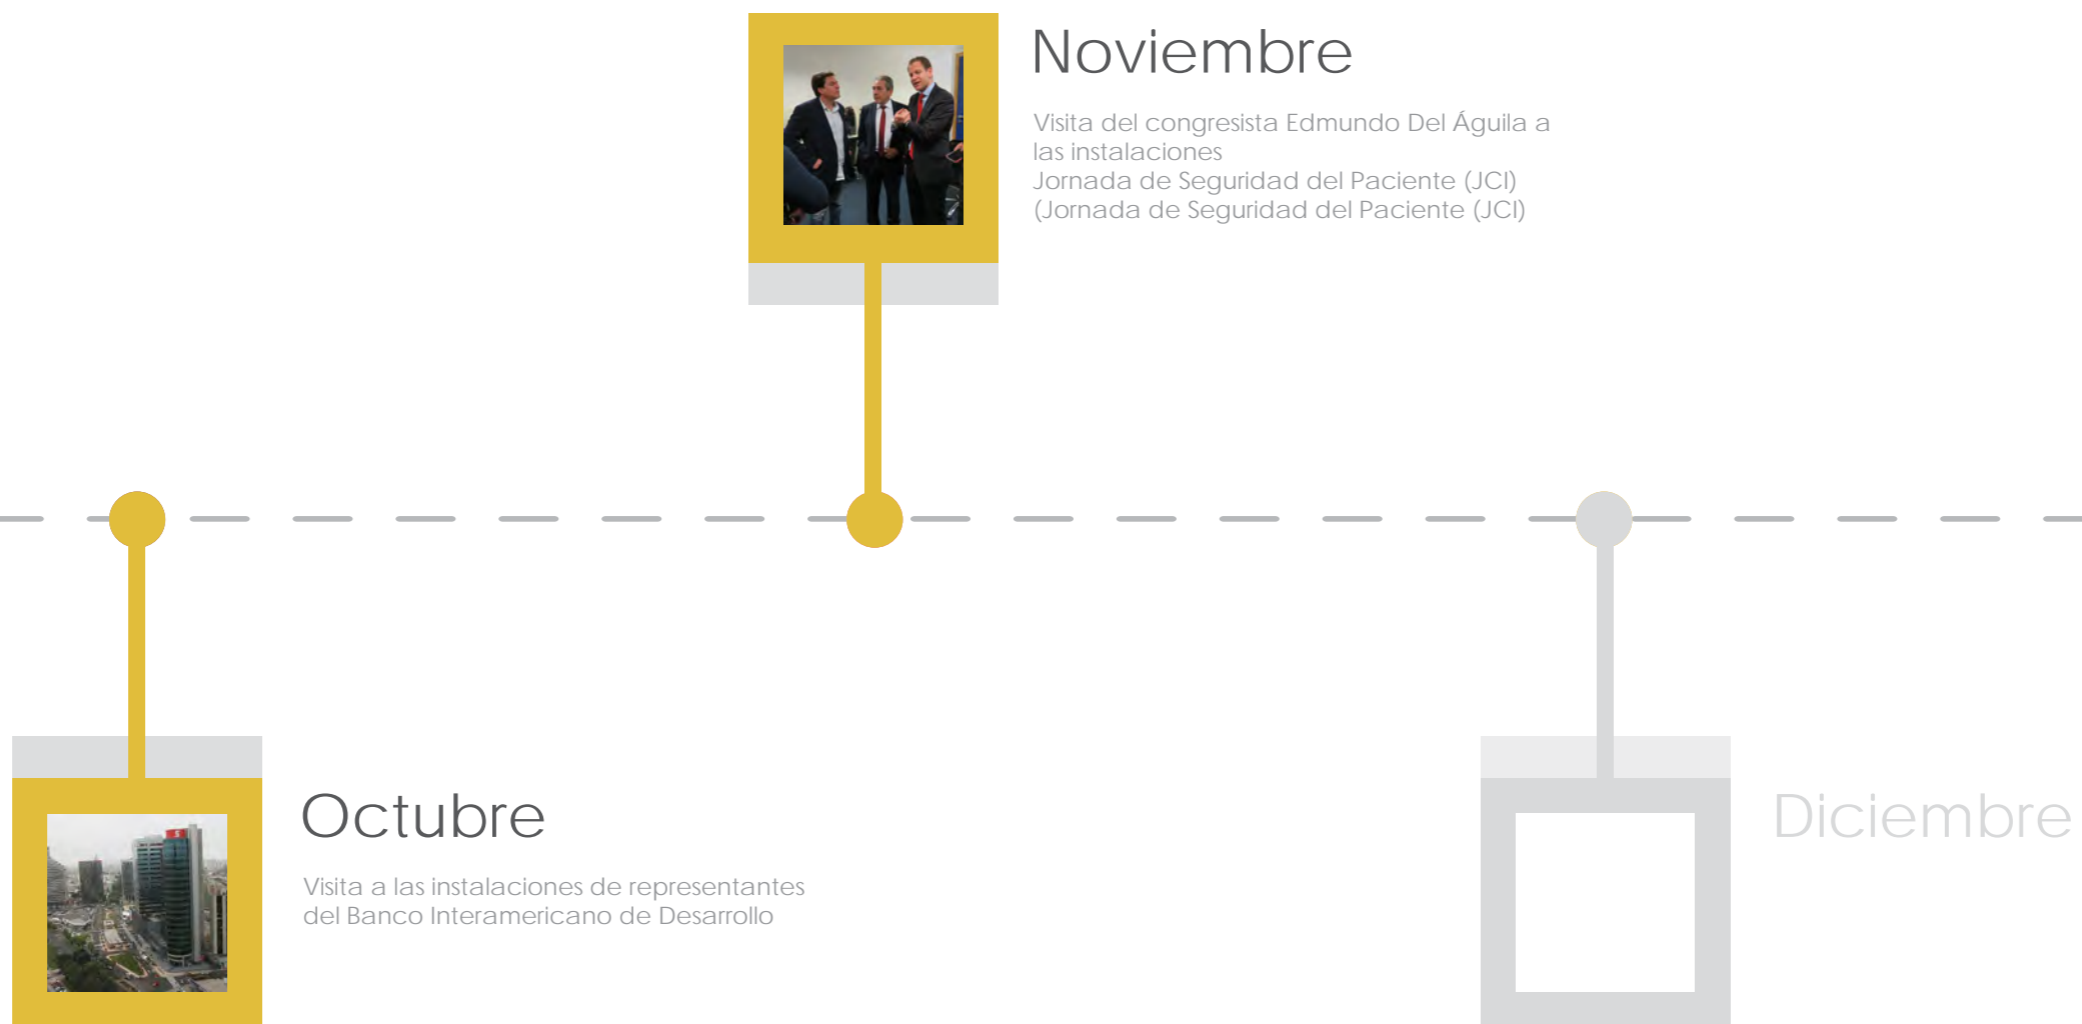 Noviembre
Visita del congresista Edmundo Del Águila a
las instalaciones
Jornada de Seguridad del Paciente (JCI)
(Jornada de Seguridad del Paciente (JCI)
Octubre
Visita a las instalaciones de representantes
del Banco Interamericano de Desarrollo
Diciembre